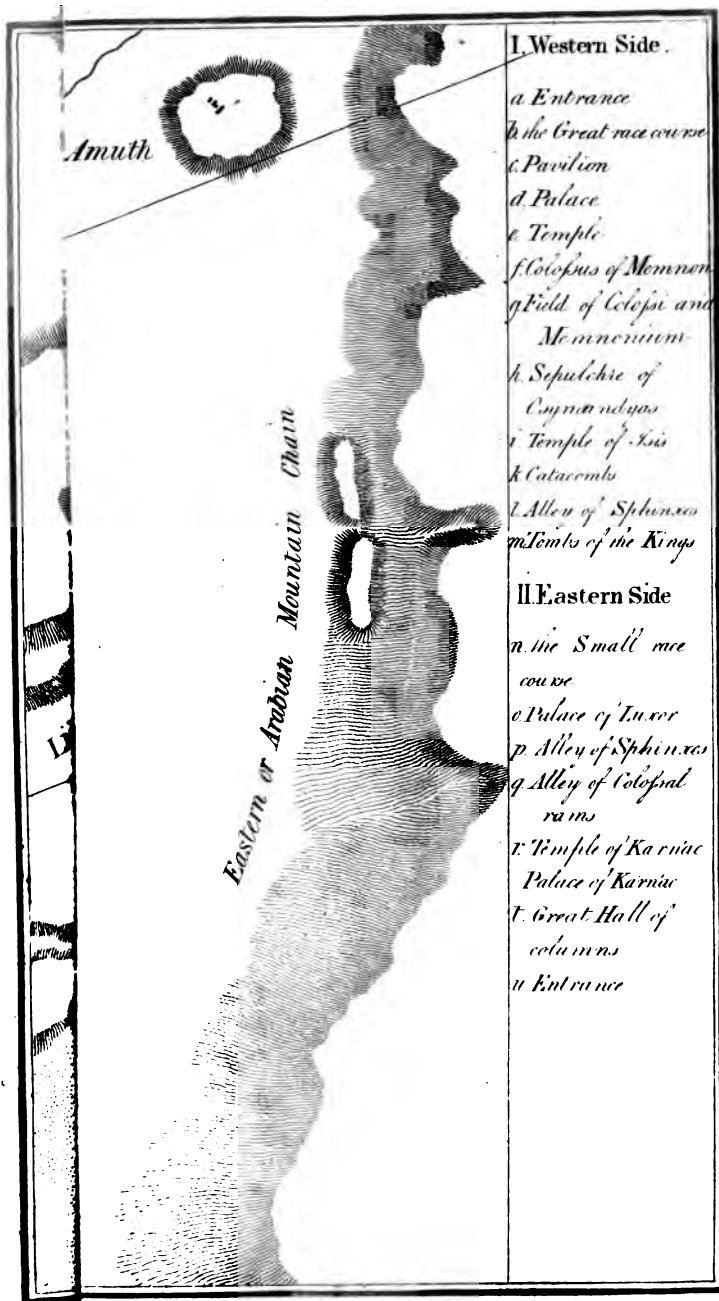 Amuth
Eastern or Arabian Mountain Chain
I. Western Side.
a. Entrance
b. the Great race course
c. Pavilion
d. Palace
e. Temple
f. Coloſsus of Memnon
g. Field of Coloſsi and
Memnonium
h. Sepulchre of
Osymandyas
i. Temple of Isis
k. Catacombs
l. Alley of Sphinxes
m. Tombs of the Kings
II. Eastern Side
n. the Small race
course
o. Palace of Luxor
p. Alley of Sphinxes
q. Alley of Coloſsal
rams
r. Temple of Karnac
Palace of Karnac
t. Great Hall of
columns
u. Entrance